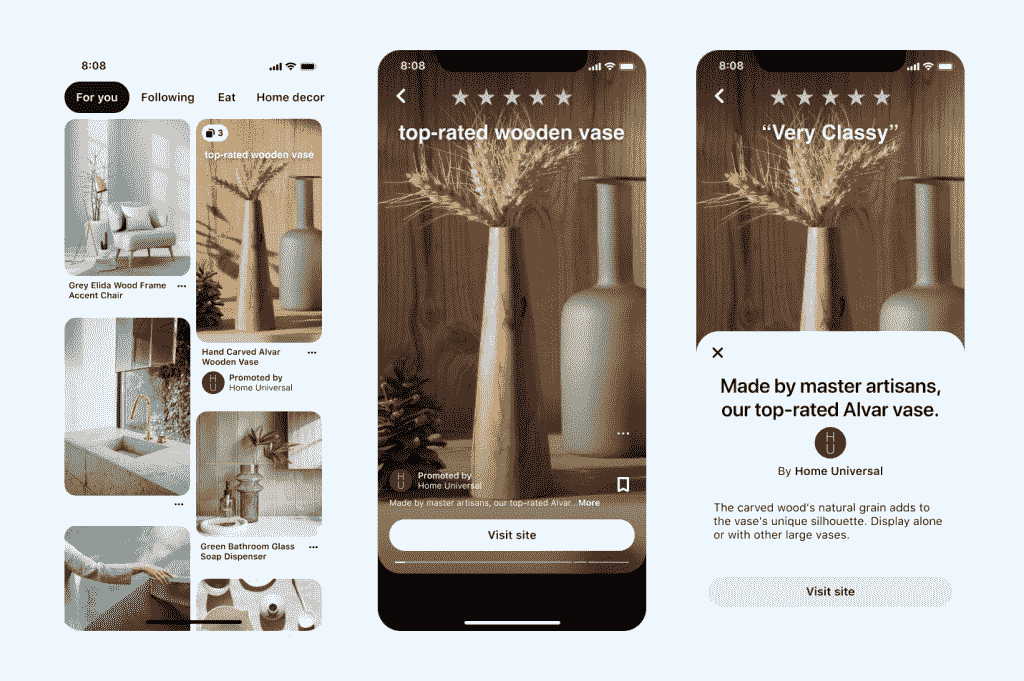 8:08
For you
Following
Eat
Home decor
3
top-rated wooden vase
Grey Elida Wood Frame
Accent Chair
Hand Carved Alvar
Wooden Vase
H
U
Promoted by
Home Universal
Green Bathroom Glass
Soap Dispenser
8:08
top-rated wooden vase
H
U
Promoted by
Home Universal
Made by master artisans, our top-rated Alvar... More
Visit site
8:08
“Very Classy”
Made by master artisans,
our top-rated Alvar vase.
H
U
By Home Universal
The carved wood's natural grain adds to
the vase's unique silhouette. Display alone
or with other large vases.
Visit site